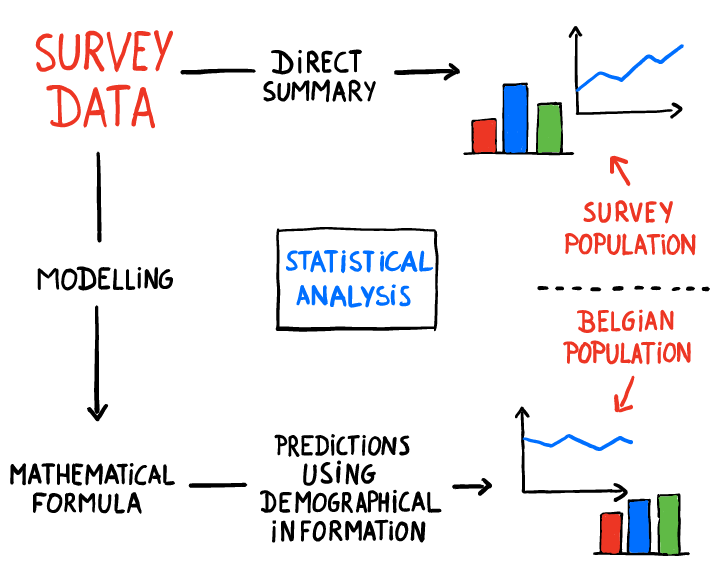 SURVEY
DATA
DiRECT
SUMMARY
SURVEY
POPULATiON
MODELLiNG
STATiSTiCAL
ANALYSiS
BELGiAN
POPULATiON
MATHEMATiCAL
FORMULA
PREDiCTiONS
USiNG
DEMOGRAPHiCAL
iNFORMATiON